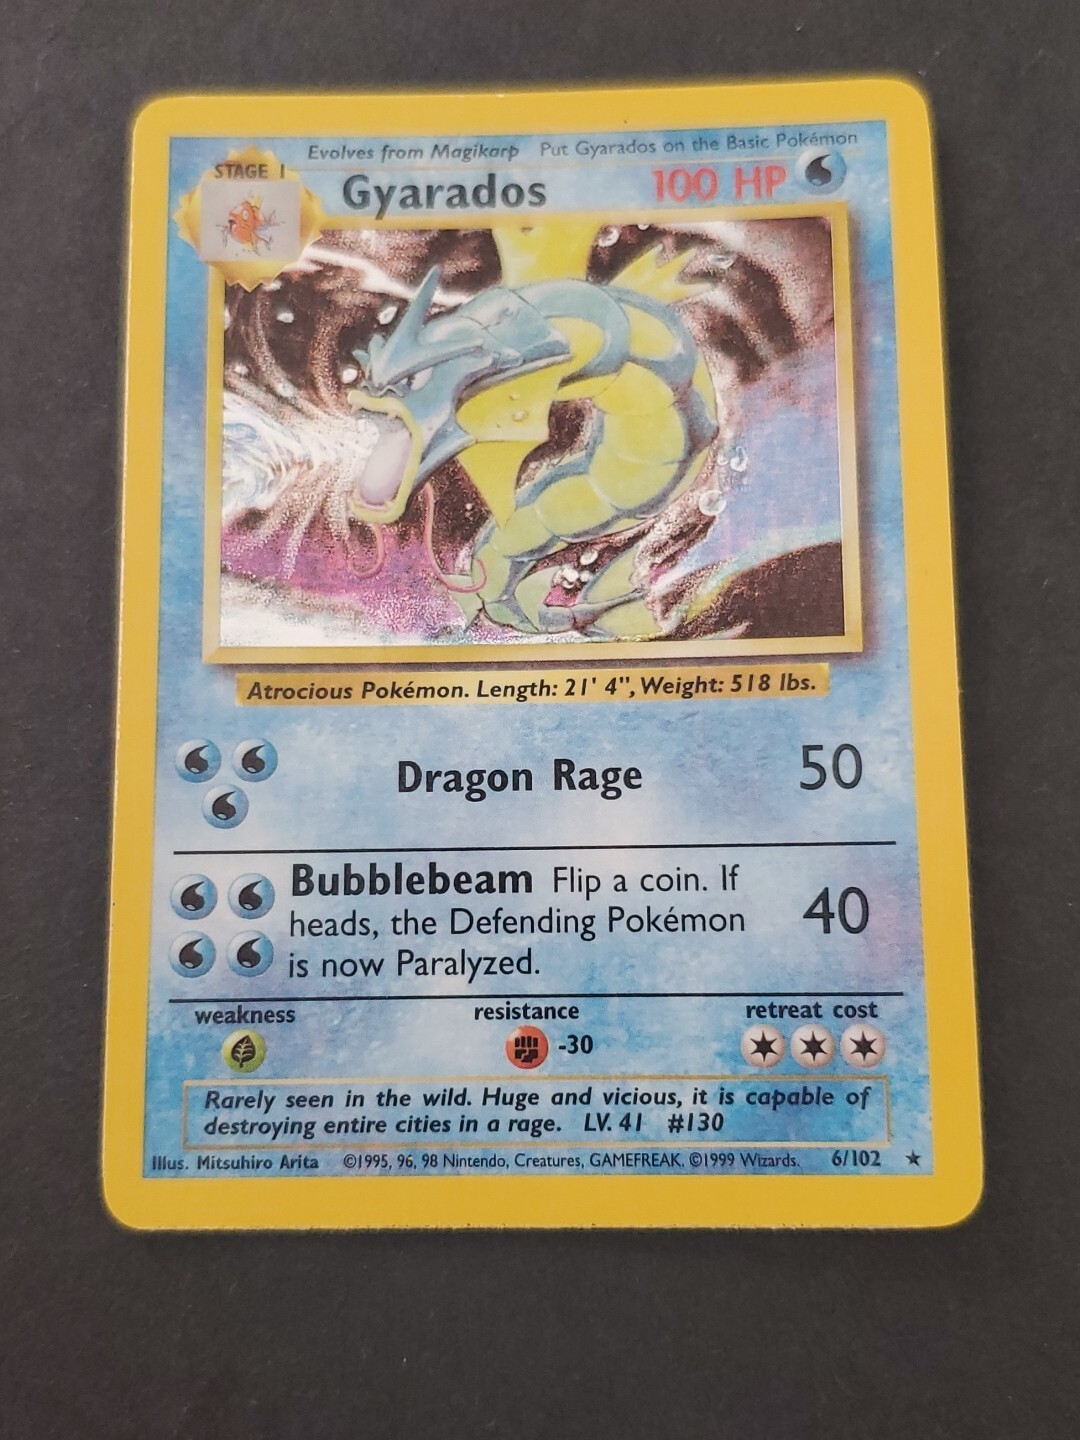 Evolves from Magikarp Put Gyarados on the Basic Pokémon
STAGE 1
Gyarados 100 HP
Atrocious Pokémon. Length: 21' 4", Weight: 518 lbs.
Dragon Rage 50
Bubblebeam Flip a coin. If
heads, the Defending Pokémon
is now Paralyzed.
40
weakness resistance retreat cost
-30
Rarely seen in the wild. Huge and vicious, it is capable of
destroying entire cities in a rage. LV. 41 #130
Illus. Mitsuhiro Arita ©1995, 96, 98 Nintendo, Creatures, GAMEFREAK. ©1999 Wizards. 6/102 ★